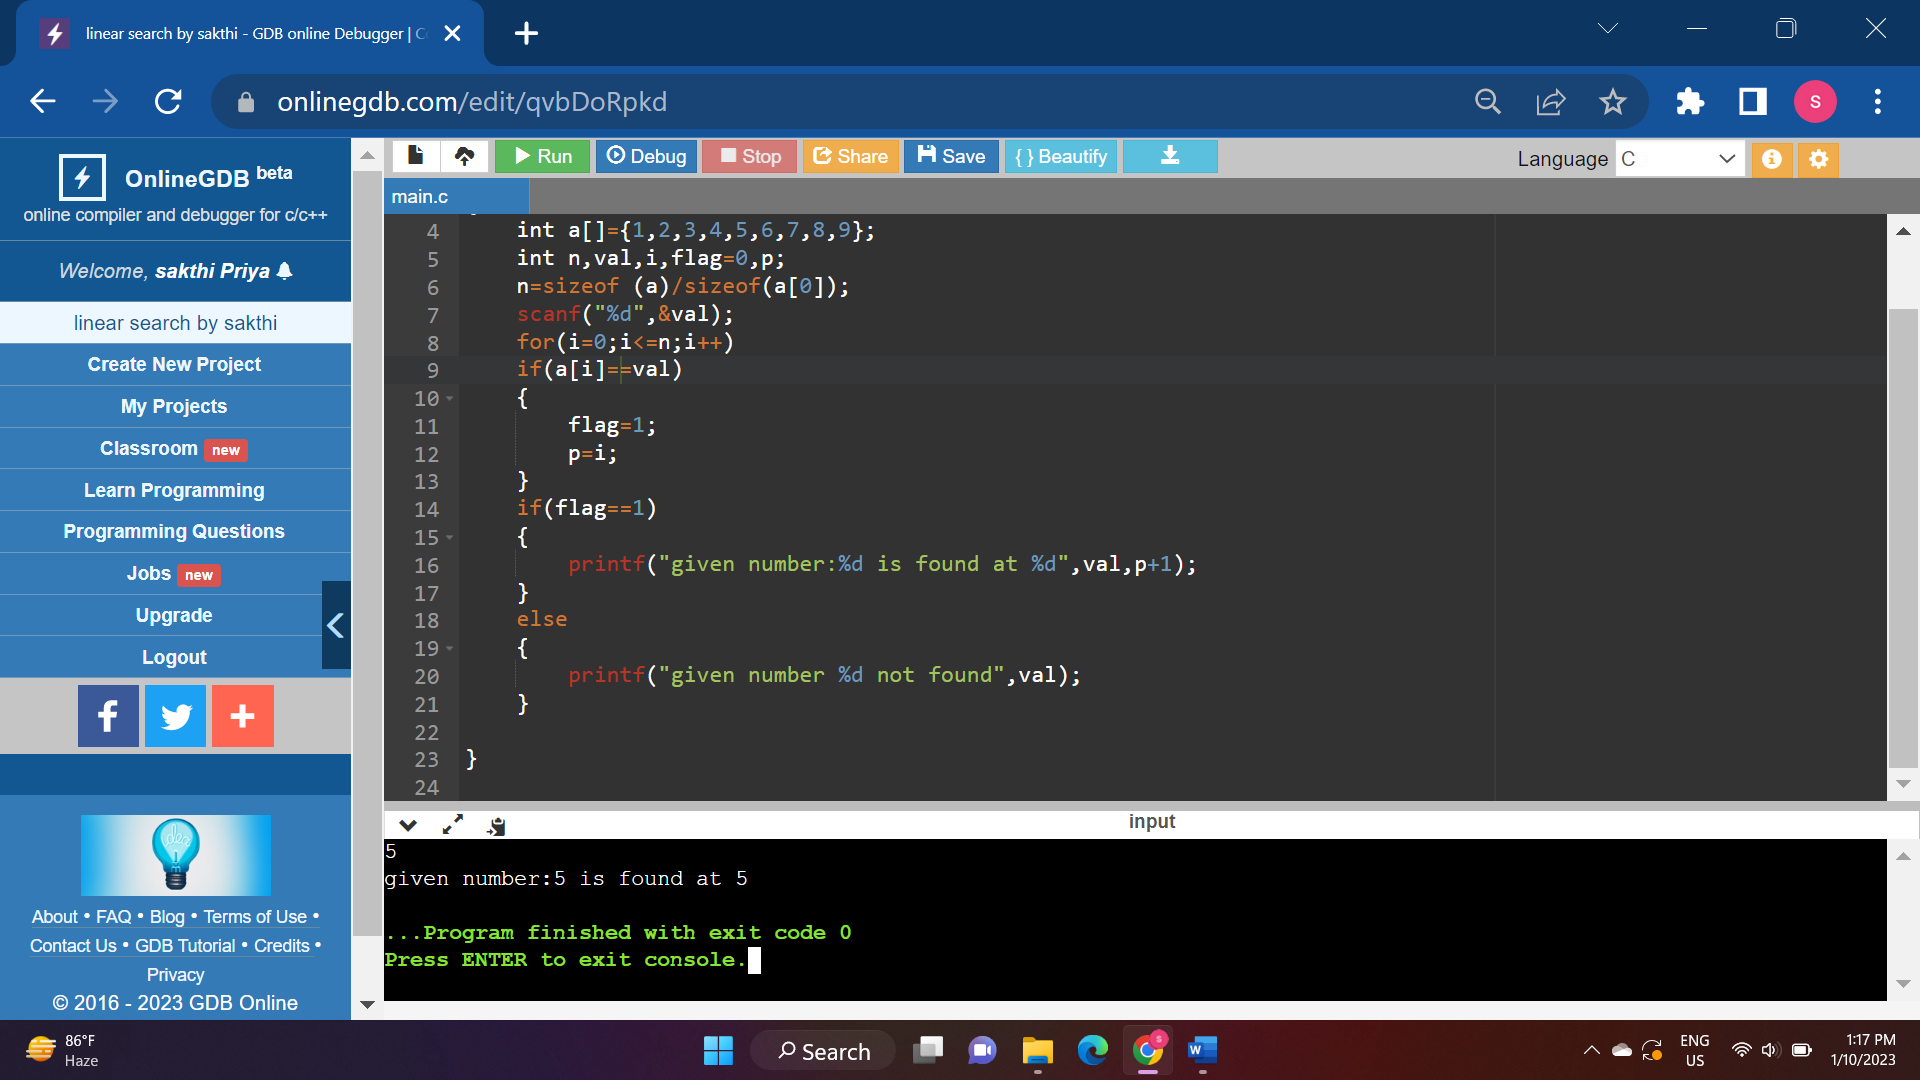 linear search by sakthi - GDB online Debugger | C
onlinegdb.com/edit/qvbDoRpkd
S
OnlineGDB beta
online compiler and debugger for c/c++
Welcome, sakthi Priya
linear search by sakthi
Create New Project
My Projects
Classroom new
Learn Programming
Programming Questions
Jobs new
Upgrade
Logout
f
+
idea
About • FAQ • Blog • Terms of Use •
Contact Us • GDB Tutorial • Credits •
Privacy
© 2016 - 2023 GDB Online
Run Debug Stop Share Save { } Beautify
Language C
main.c
4 int a[]={1,2,3,4,5,6,7,8,9};
5 int n,val,i,flag=0,p;
6 n=sizeof (a)/sizeof(a[0]);
7 scanf("%d",&val);
8 for(i=0;i<=n;i++)
9 if(a[i]==val)
10 {
11 flag=1;
12 p=i;
13 }
14 if(flag==1)
15 {
16 printf("given number:%d is found at %d",val,p+1);
17 }
18 else
19 {
20 printf("given number %d not found",val);
21 }
22
23 }
24
input
5
given number:5 is found at 5
...Program finished with exit code 0
Press ENTER to exit console.
86°F
Haze
Search
W
ENG
US
1:17 PM
1/10/2023